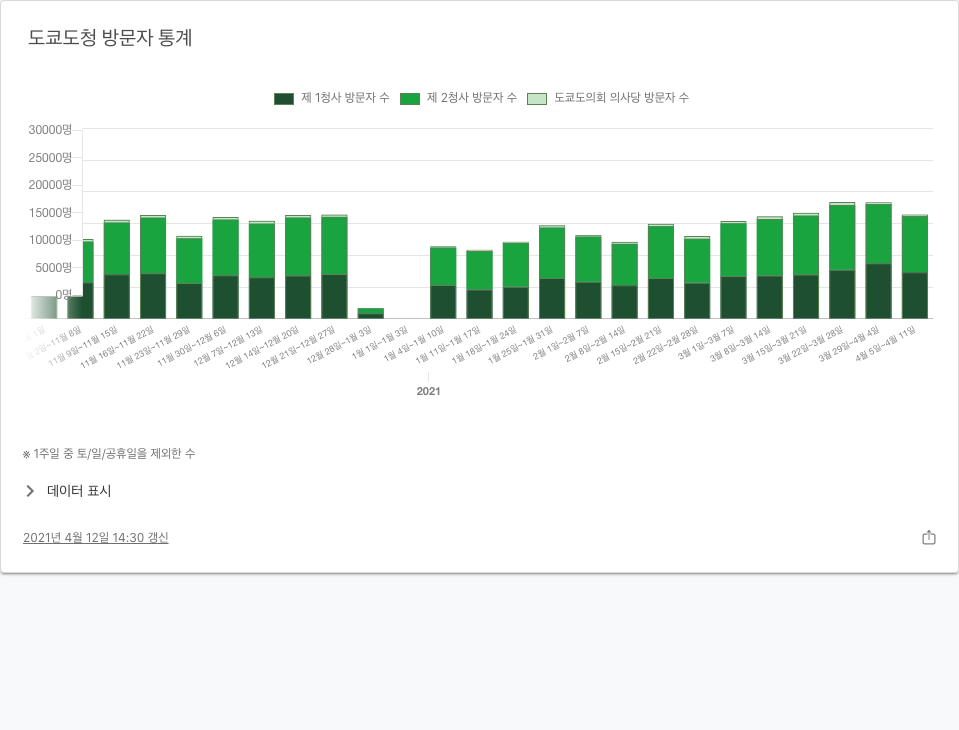 도쿄도청 방문자 통계
제 1청사 방문자 수 제 2청사 방문자 수 도쿄도의회 의사당 방문자 수
30000명
25000명
20000명
15000명
10000명
5000명
0명
11월 9일~11월 15일
11월 16일~11월 22일
11월 23일~11월 29일
11월 30일~12월 6일
12월 7일~12월 13일
12월 14일~12월 20일
12월 21일~12월 27일
12월 28일~1월 3일
1월 1일~1월 3일
1월 4일~1월 10일
1월 11일~1월 17일
1월 18일~1월 24일
1월 25일~1월 31일
2월 1일~2월 7일
2월 8일~2월 14일
2월 15일~2월 21일
2월 22일~2월 28일
3월 1일~3월 7일
3월 8일~3월 14일
3월 15일~3월 21일
3월 22일~3월 28일
3월 29일~4월 4일
4월 5일~4월 11일
2021
※ 1주일 중 토/일/공휴일을 제외한 수
데이터 표시
2021년 4월 12일 14:30 갱신